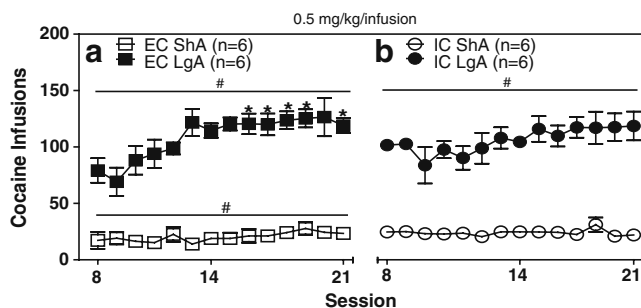 0.5 mg/kg/infusion
a
EC ShA (n=6)
EC LgA (n=6)
b
IC ShA (n=6)
IC LgA (n=6)
#
#
* * * * *
#
Cocaine Infusions
200
150
100
50
0
8
14
21
8
14
21
Session